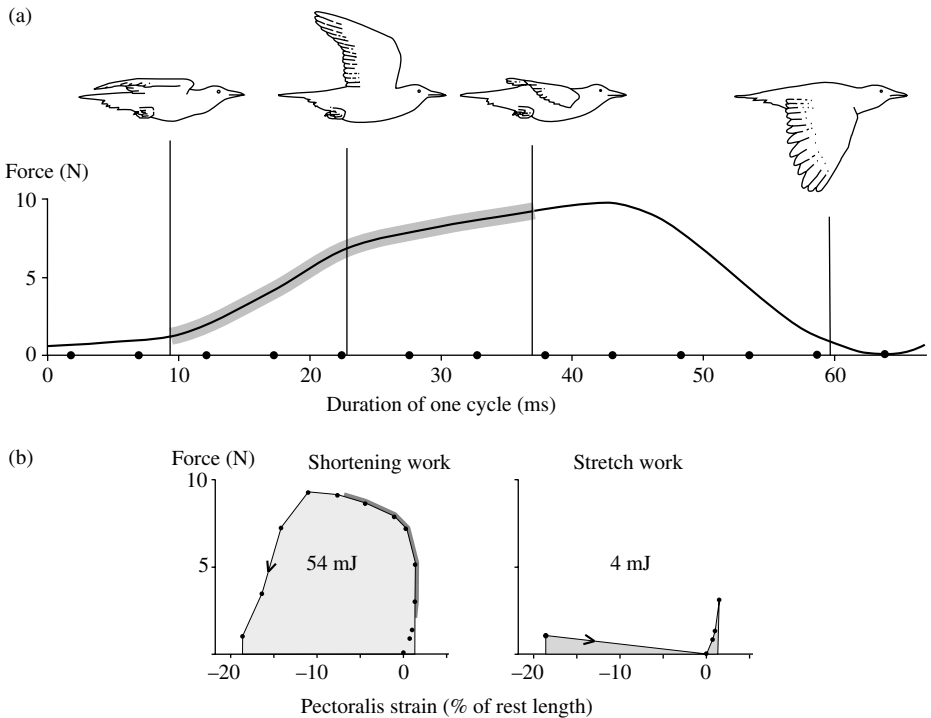 (a)
Force (N)
10
5
0
0 10 20 30 40 50 60
Duration of one cycle (ms)
(b)
Force (N) Shortening work Stretch work
10
5
54 mJ 4 mJ
–20 –10 0 –20 –10 0
Pectoralis strain (% of rest length)